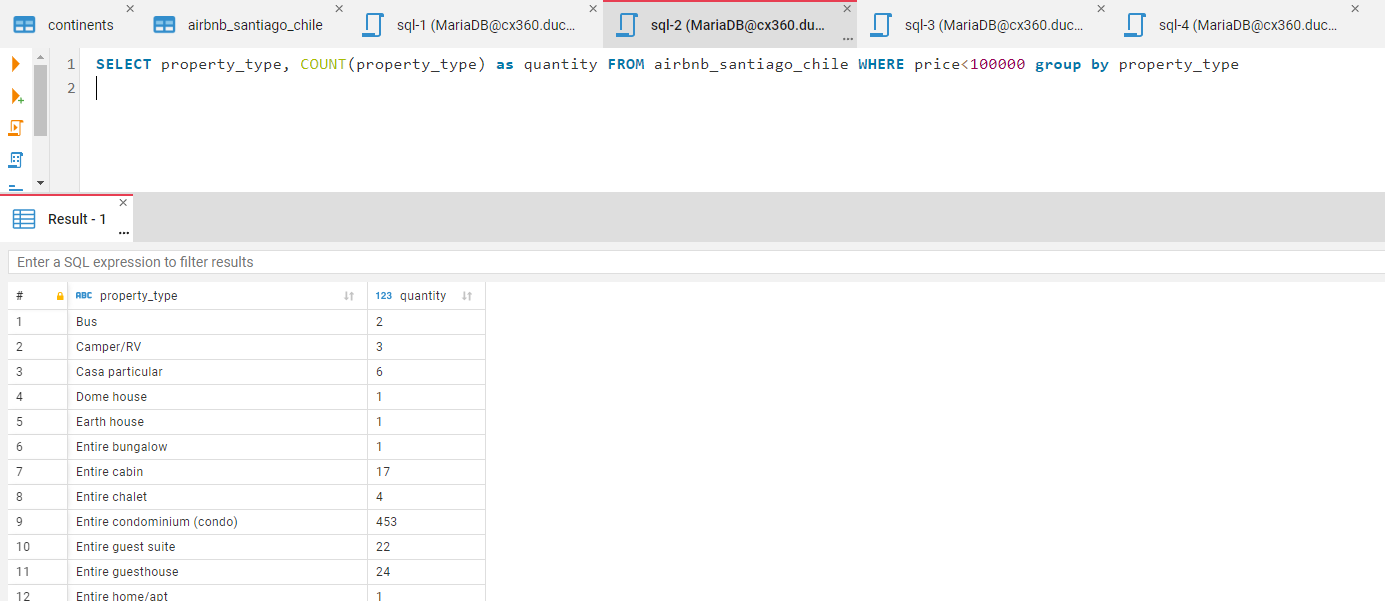 continents airbnb_santiago_chile sql-1 (MariaDB@cx360.duc... sql-2 (MariaDB@cx360.du... sql-3 (MariaDB@cx360.duc... sql-4 (MariaDB@cx360.duc...
1 SELECT property_type, COUNT(property_type) as quantity FROM airbnb_santiago_chile WHERE price<100000 group by property_type
2
Result - 1
Enter a SQL expression to filter results
# ABC property_type 123 quantity
1 Bus 2
2 Camper/RV 3
3 Casa particular 6
4 Dome house 1
5 Earth house 1
6 Entire bungalow 1
7 Entire cabin 17
8 Entire chalet 4
9 Entire condominium (condo) 453
10 Entire guest suite 22
11 Entire guesthouse 24
12 Entire home/apt 1